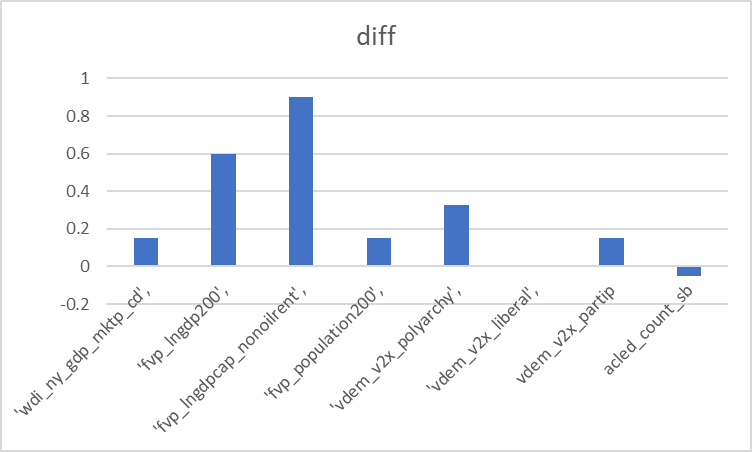 diff
1
0.8
0.6
0.4
0.2
0
-0.2
'wdi_ny_gdp_mktp_cd',
'fvp_lngdp200',
'fvp_lngdpcap_nonoilrent',
'fvp_population200',
'vdem_v2x_polyarchy',
'vdem_v2x_liberal',
vdem_v2x_partip
acled_count_sb